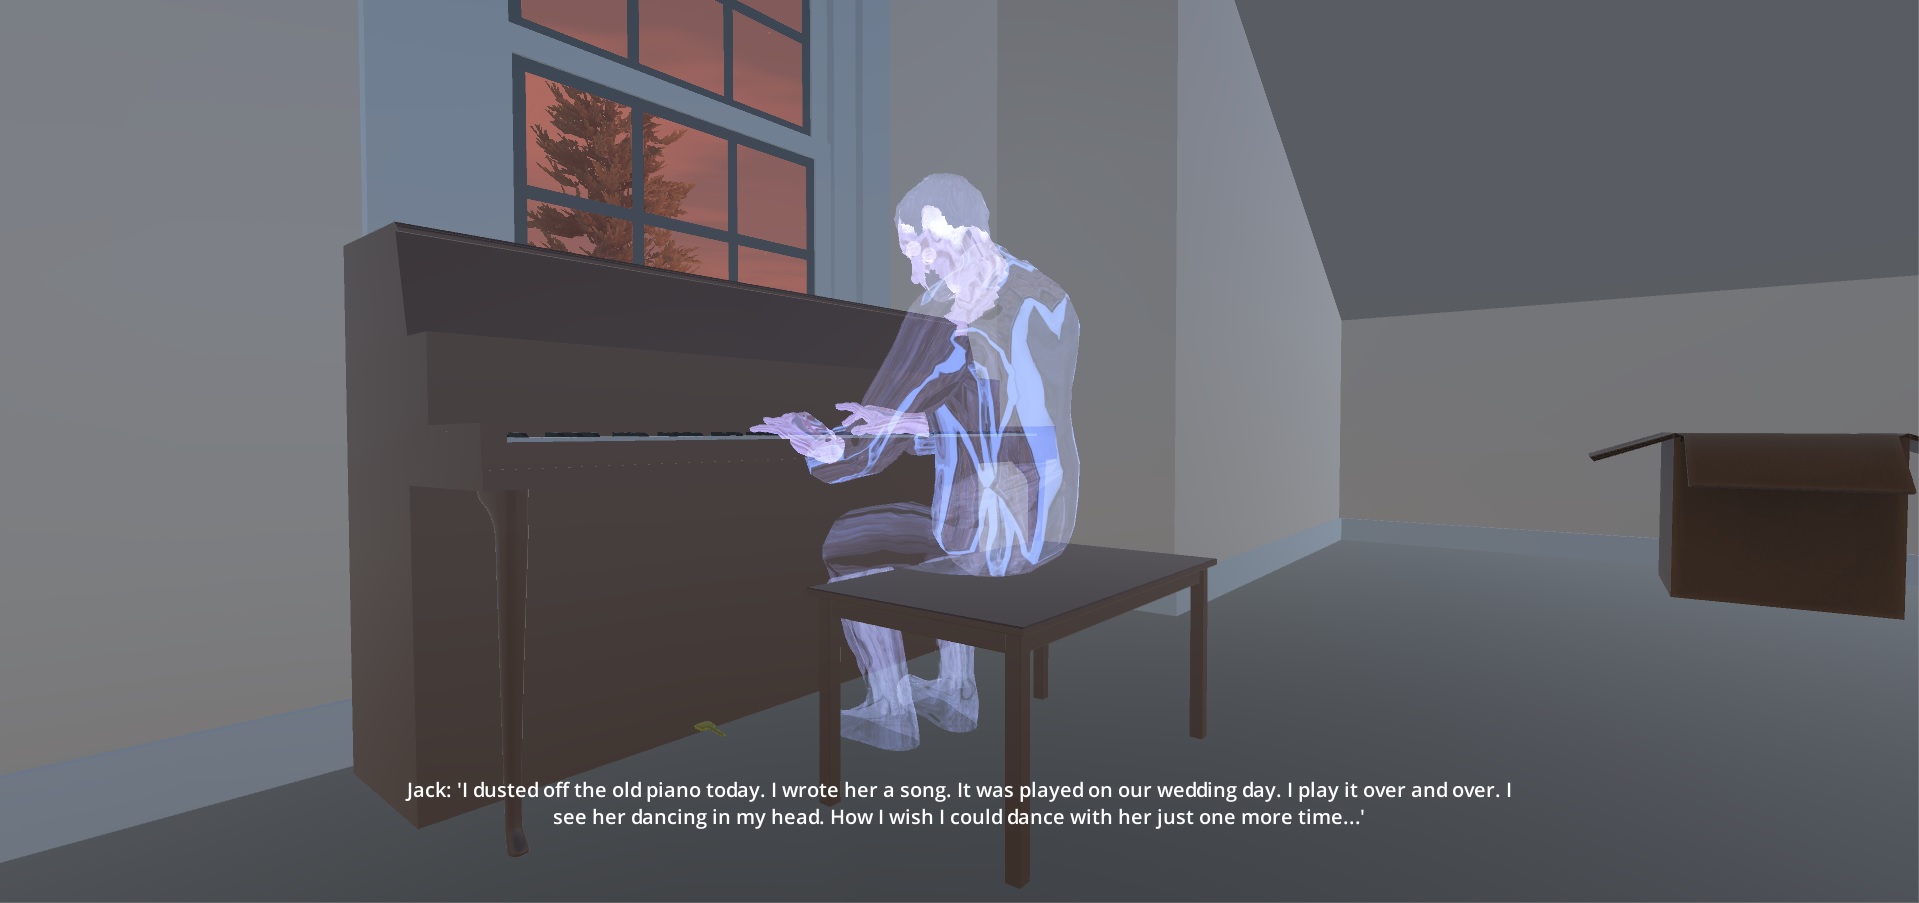 Jack: 'I dusted off the old piano today. I wrote her a song. It was played on our wedding day. I play it over and over. I
see her dancing in my head. How I wish I could dance with her just one more time...'